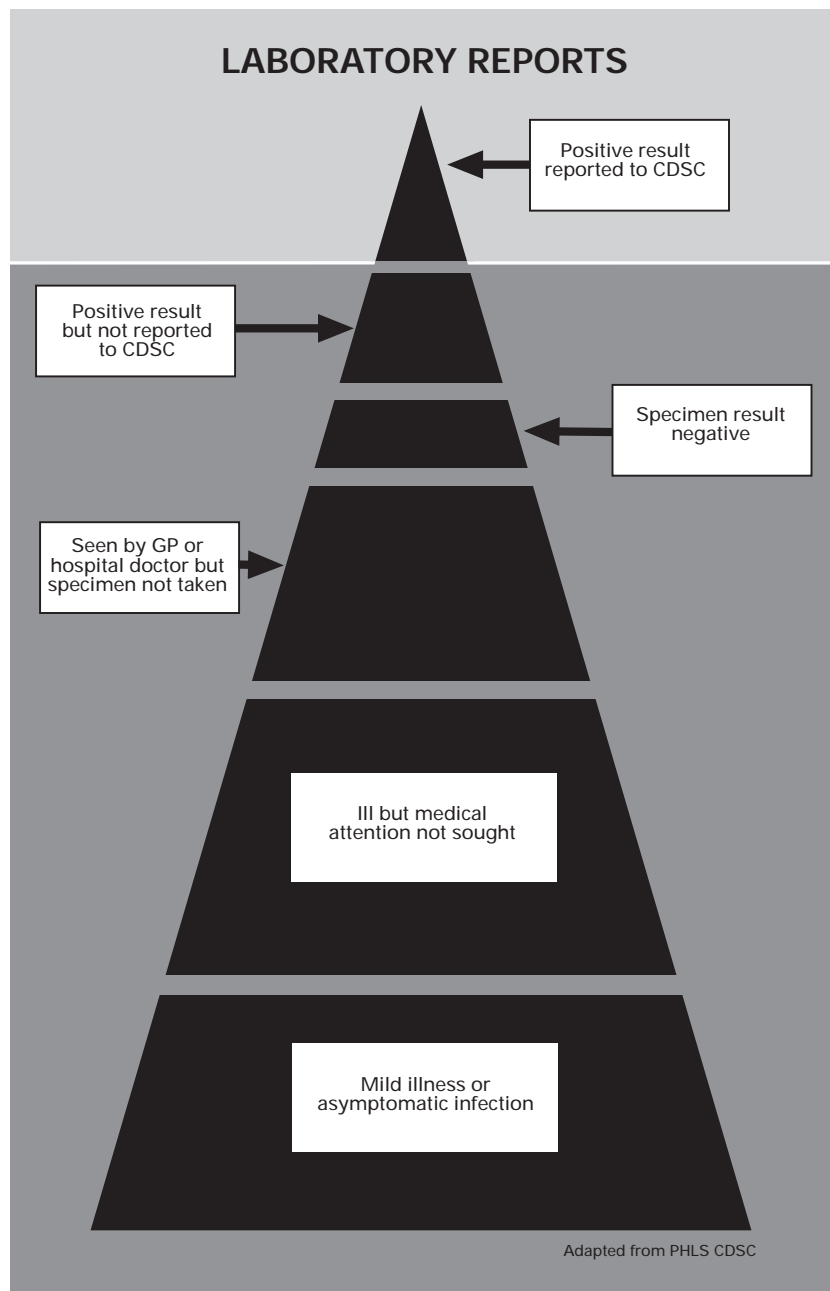 LABORATORY REPORTS
Positive result
reported to CDSC
Positive result
but not reported
to CDSC
Specimen result
negative
Seen by GP or
hospital doctor but
specimen not taken
Ill but medical
attention not sought
Mild illness or
asymptomatic infection
Adapted from PHLS CDSC